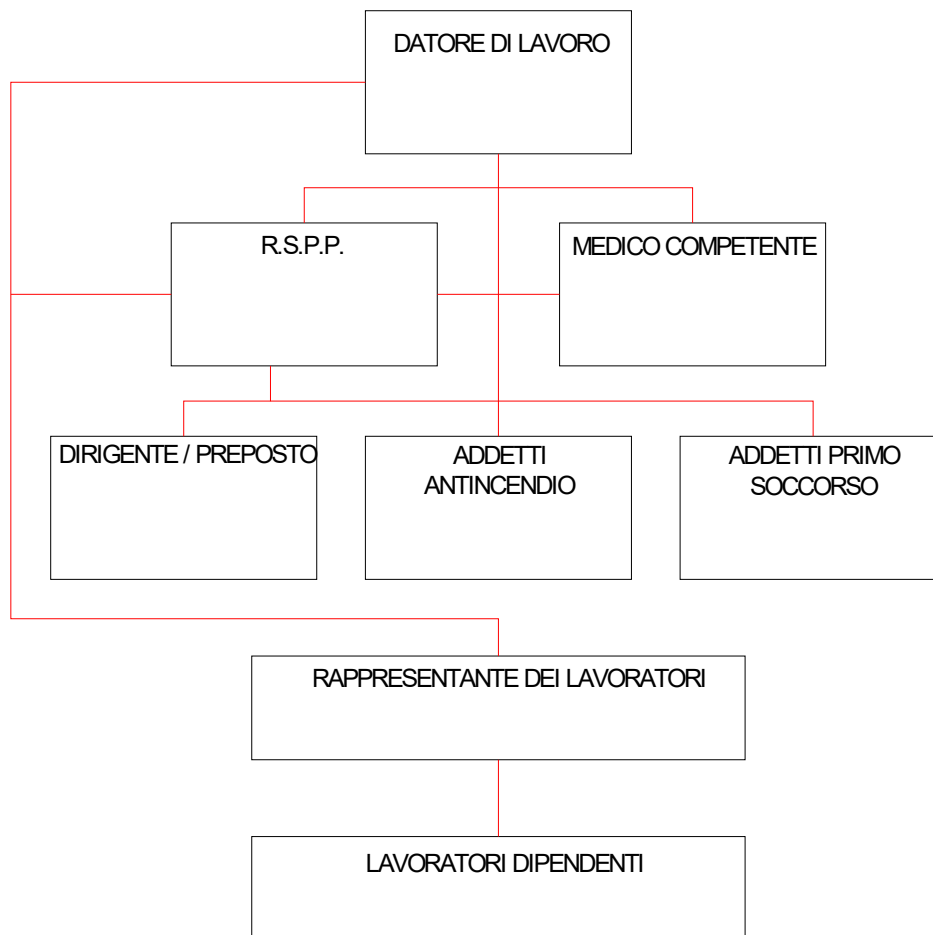 DATORE DI LAVORO
R.S.P.P.
MEDICO COMPETENTE
DIRIGENTE / PREPOSTO
ADDETTI
ANTINCENDIO
ADDETTI PRIMO
SOCCORSO
RAPPRESENTANTE DEI LAVORATORI
LAVORATORI DIPENDENTI